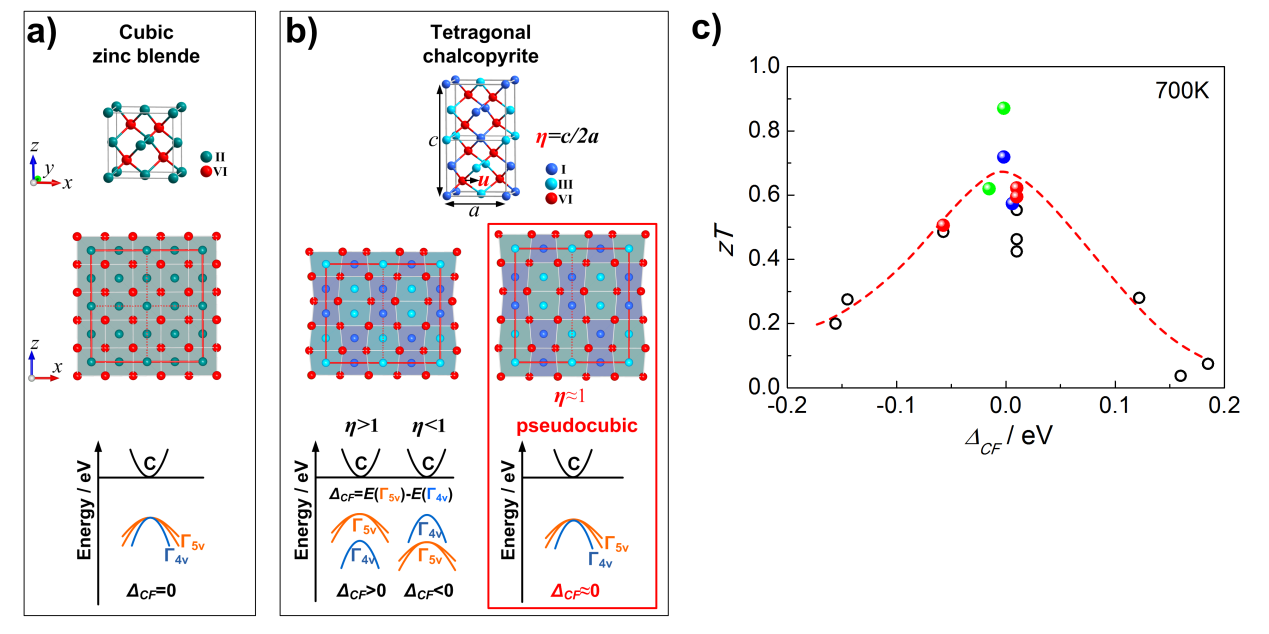 a)
Cubic
zinc blende
z
y
x
II
VI
z
x
Energy / eV
C
Γ5v
Γ4v
ΔCF=0
b)
Tetragonal
chalcopyrite
c
η=c/2a
u
a
I
III
VI
η≈1
pseudocubic
η>1
η<1
Energy / eV
C
C
ΔCF=E(Γ5v)-E(Γ4v)
Γ5v
Γ4v
Γ4v
Γ5v
ΔCF>0
ΔCF<0
Energy / eV
C
Γ5v
Γ4v
ΔCF≈0
c)
700K
zT
1.0
0.8
0.6
0.4
0.2
0.0
-0.2
-0.1
0.0
0.1
0.2
ΔCF / eV